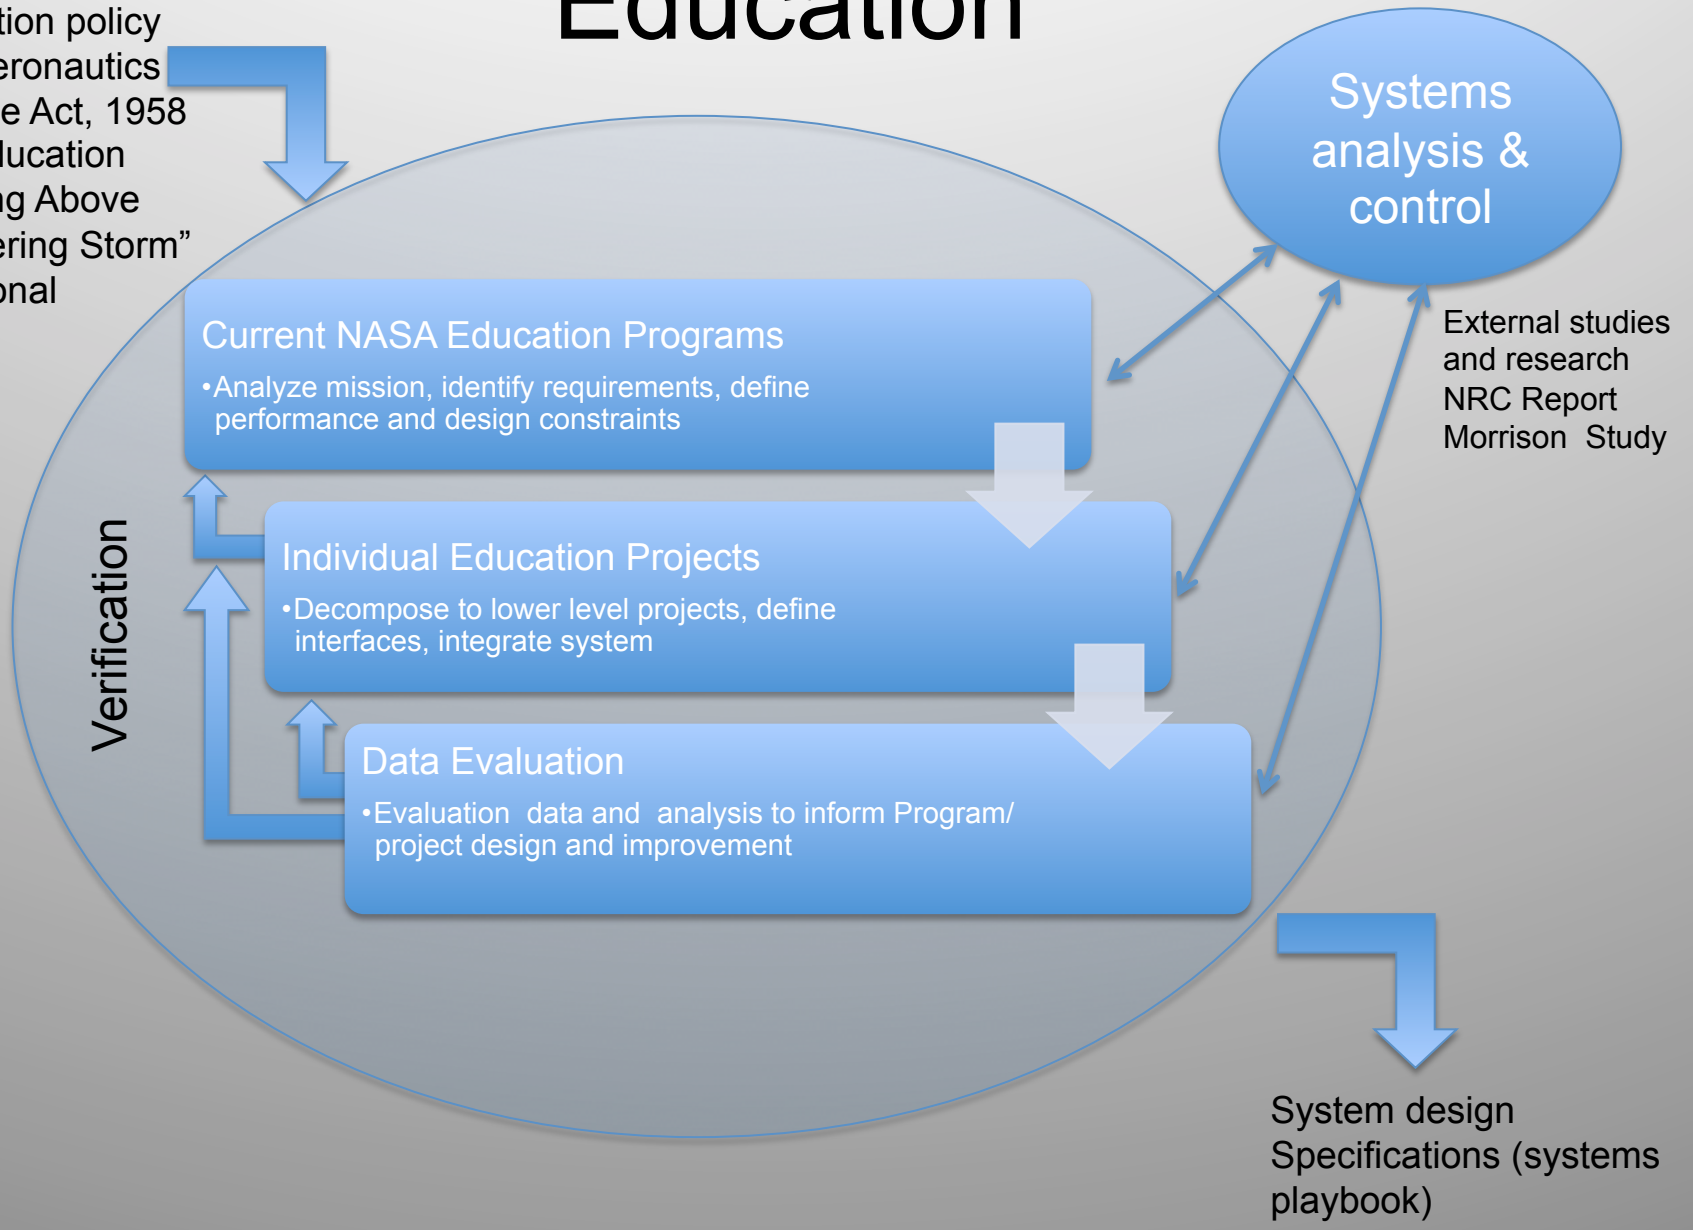 Education
tion policy
eronautics
e Act, 1958
ducation
ng Above
ering Storm”
onal
Systems
analysis &
control
External studies
and research
NRC Report
Morrison Study
Current NASA Education Programs
•Analyze mission, identify requirements, define
performance and design constraints
Verification
Individual Education Projects
•Decompose to lower level projects, define
interfaces, integrate system
Data Evaluation
•Evaluation data and analysis to inform Program/
project design and improvement
System design
Specifications (systems
playbook)